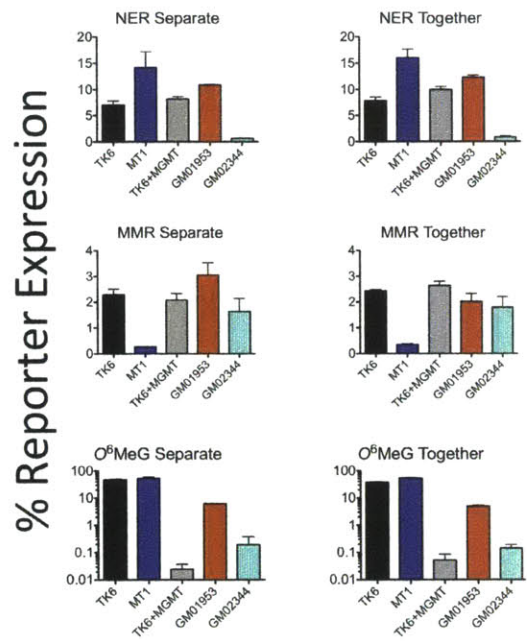 % Reporter Expression
NER Separate
20
15
10
5
0
TK6
MT1
TK6+MGMT
GM01953
GM02344
NER Together
20
15
10
5
0
TK6
MT1
TK6+MGMT
GM01953
GM02344
MMR Separate
4
3
2
1
0
TK6
MT1
TK6+MGMT
GM01953
GM02344
MMR Together
4
3
2
1
0
TK6
MT1
TK6+MGMT
GM01953
GM02344
O⁶MeG Separate
100
10
1
0.1
0.01
TK6
MT1
TK6+MGMT
GM01953
GM02344
O⁶MeG Together
100
10
1
0.1
0.01
TK6
MT1
TK6+MGMT
GM01953
GM02344